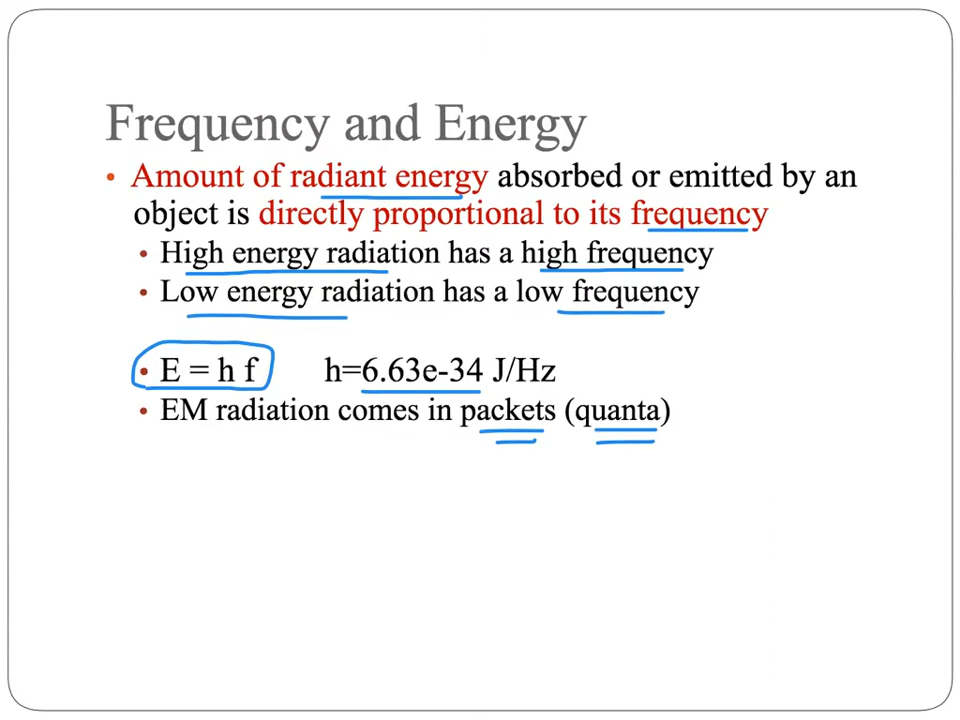 Frequency and Energy
• Amount of radiant energy absorbed or emitted by an
object is directly proportional to its frequency
• High energy radiation has a high frequency
• Low energy radiation has a low frequency
• E = h f h=6.63e-34 J/Hz
• EM radiation comes in packets (quanta)